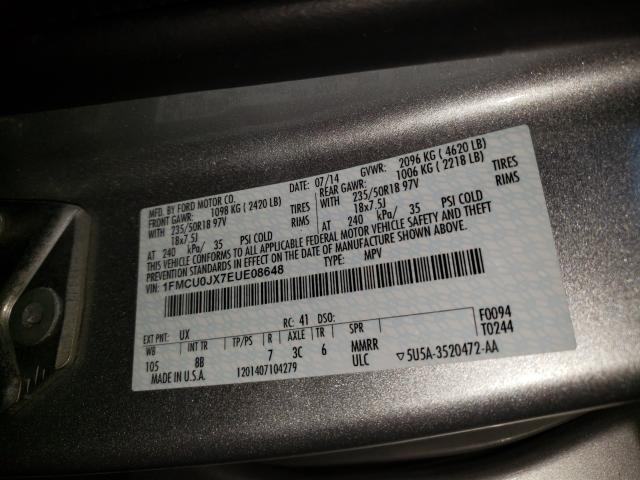 MFD. BY FORD MOTOR CO.
DATE: 07/14 GVWR: 2096 KG ( 4620 LB)
FRONT GAWR: 1098 KG ( 2420 LB) REAR GAWR: 1006 KG ( 2218 LB)
WITH 235/50R18 97V TIRES WITH 235/50R18 97V TIRES
18x7.5J RIMS 18x7.5J RIMS
AT 240 kPa/ 35 PSI COLD AT 240 kPa/ 35 PSI COLD
THIS VEHICLE CONFORMS TO ALL APPLICABLE FEDERAL MOTOR VEHICLE SAFETY AND THEFT
PREVENTION STANDARDS IN EFFECT ON THE DATE OF MANUFACTURE SHOWN ABOVE.
VIN: 1FMCU0JX7EUE08648 TYPE: MPV
EXT PNT: UX RC: 41 DSO: F0094
WB INT TR TP/PS R AXLE TR SPR T0244
105 8B 7 3C 6 MMRR
ULC
MADE IN U.S.A. 1201407104279 5U5A-3520472-AA